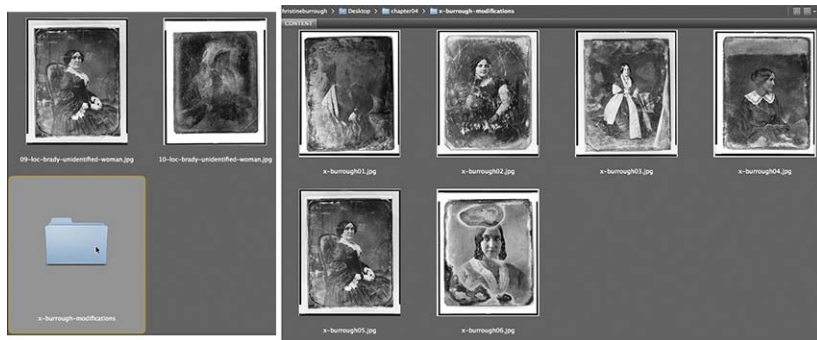 09-loc-brady-unidentified-woman.jpg
10-loc-brady-unidentified-woman.jpg
x-burrough-modifications
christineburrough > Desktop > chapter04 > x-burrough-modifications
CONTENT
x-burrough01.jpg
x-burrough02.jpg
x-burrough03.jpg
x-burrough04.jpg
x-burrough05.jpg
x-burrough06.jpg